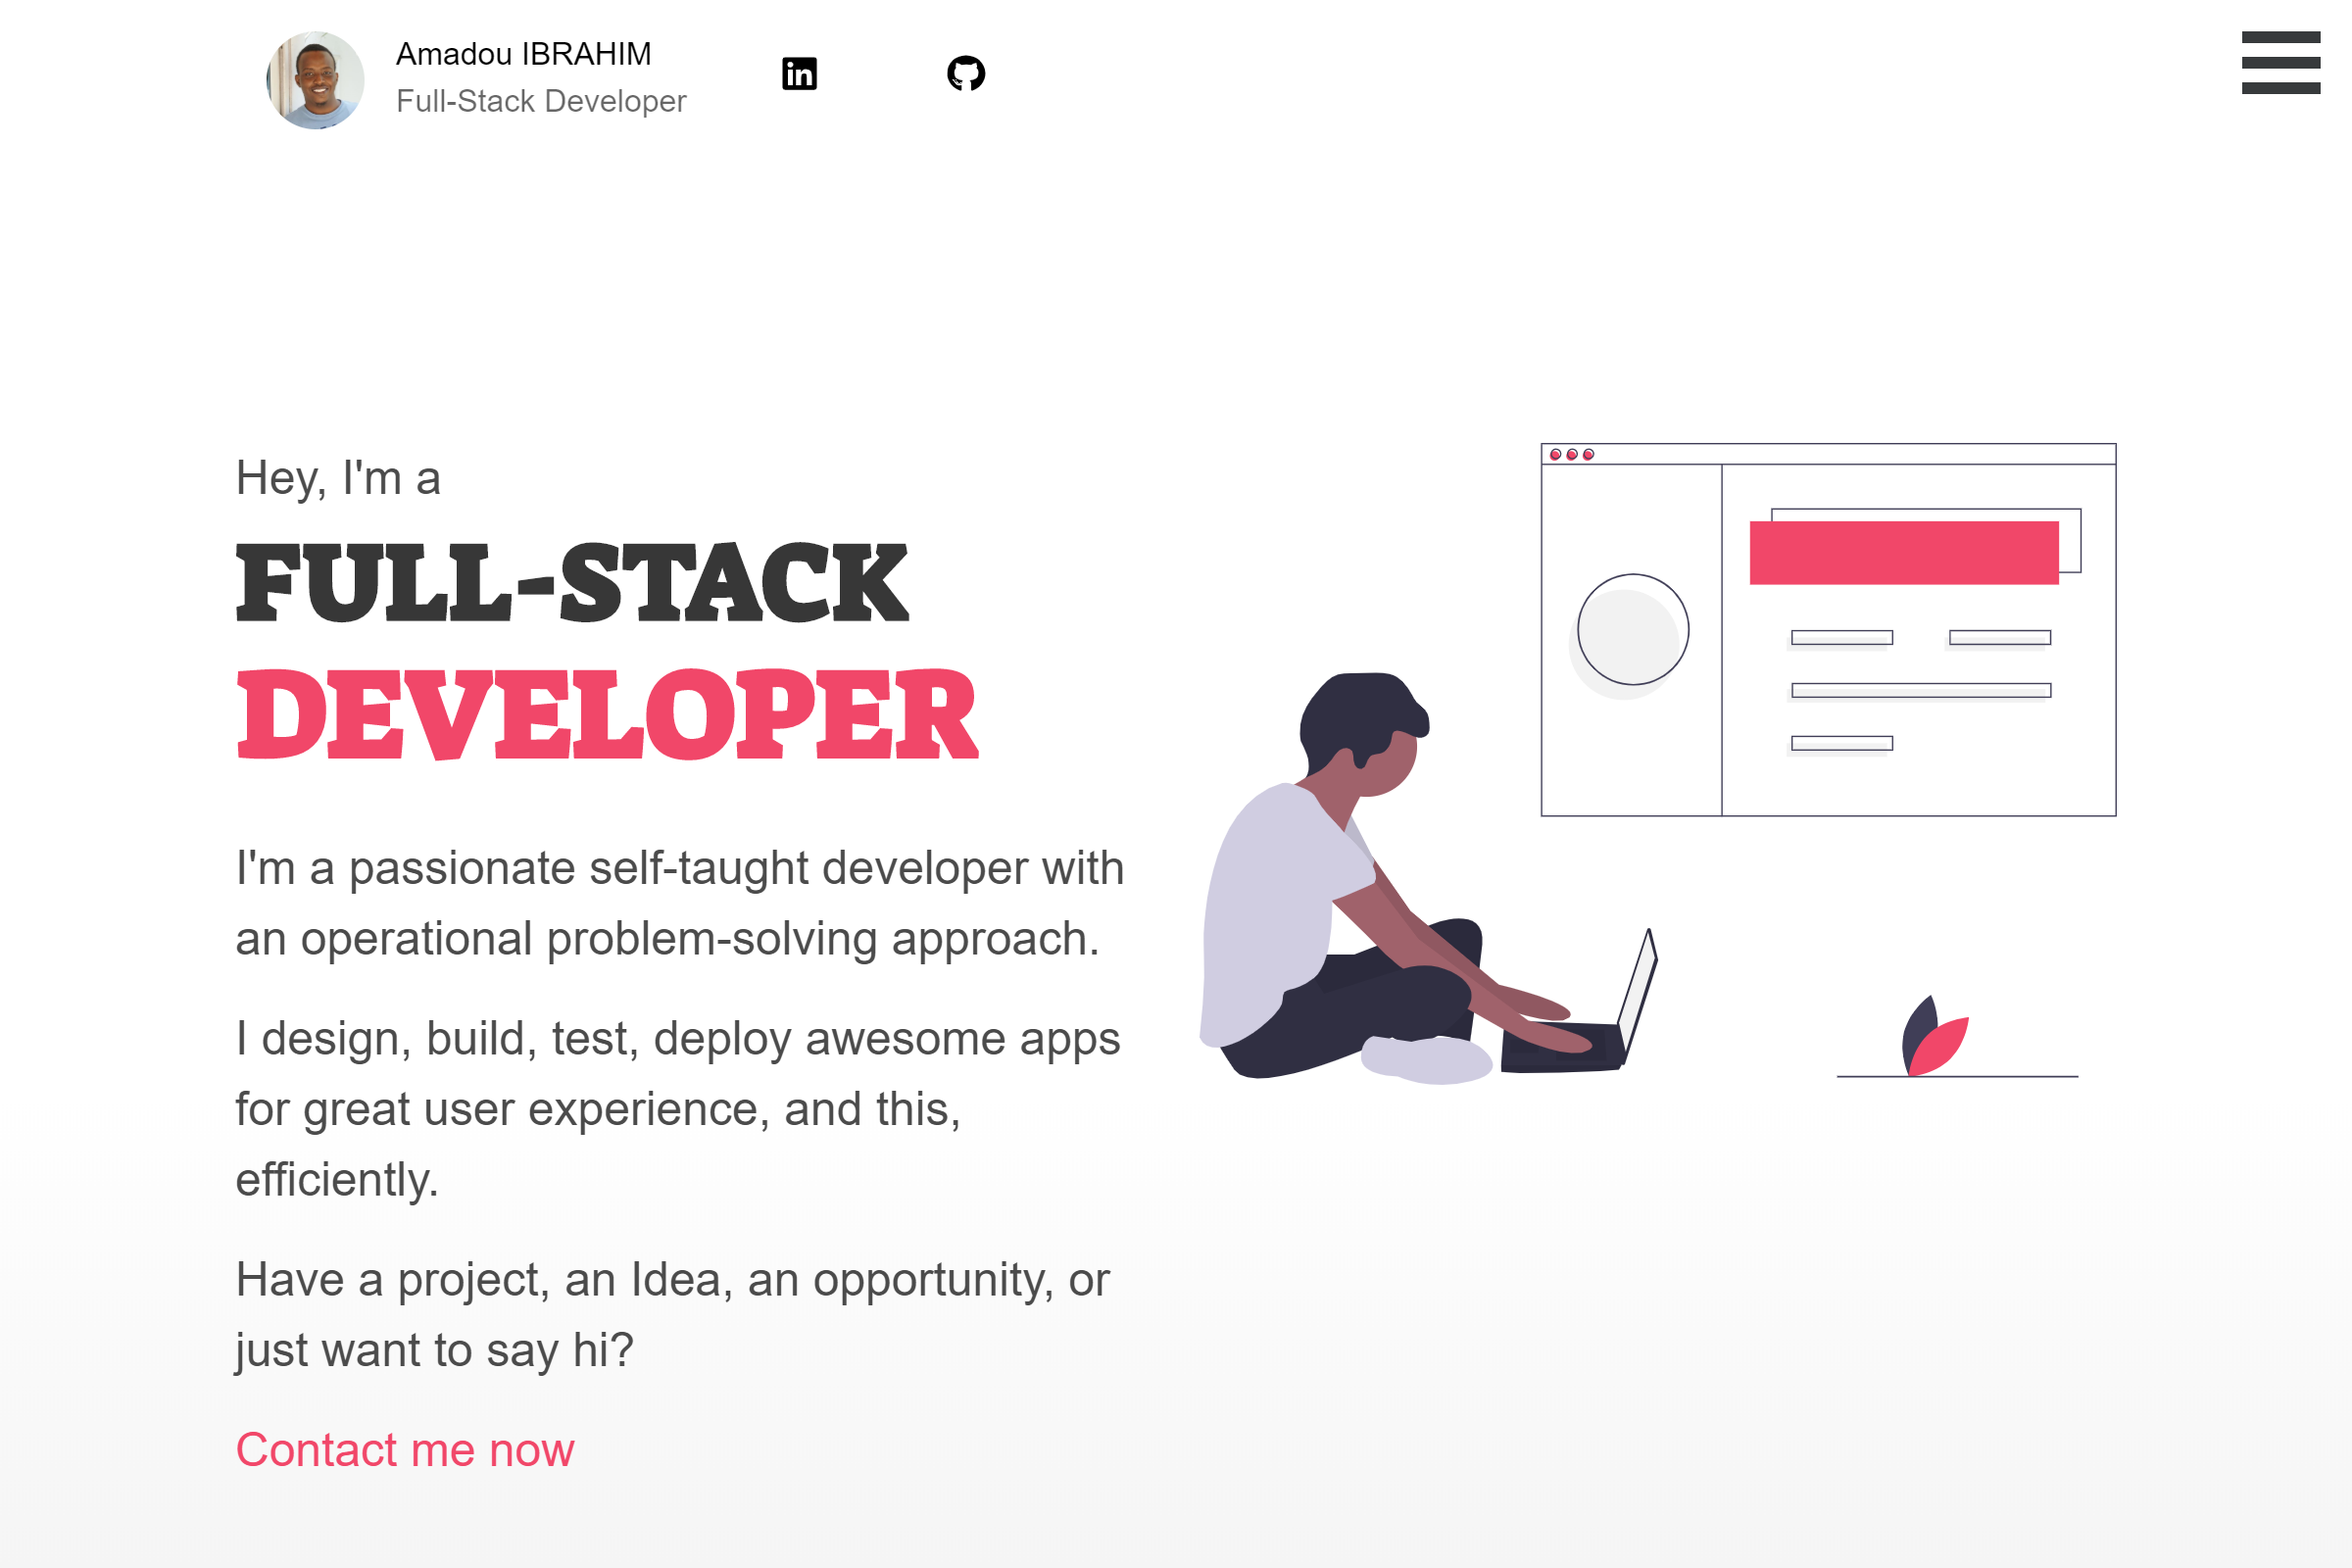 Amadou IBRAHIM
Full-Stack Developer
in
Hey, I'm a
FULL-STACK
DEVELOPER
I'm a passionate self-taught developer with
an operational problem-solving approach.
I design, build, test, deploy awesome apps
for great user experience, and this,
efficiently.
Have a project, an Idea, an opportunity, or
just want to say hi?
Contact me now